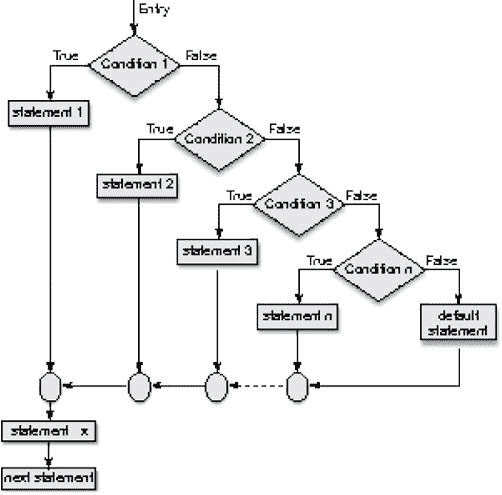 Entry
True
False
Condition 1
statement 1
True
False
Condition 2
statement 2
True
False
Condition 3
statement 3
True
False
Condition n
statement n
default
statement
statement x
next statement